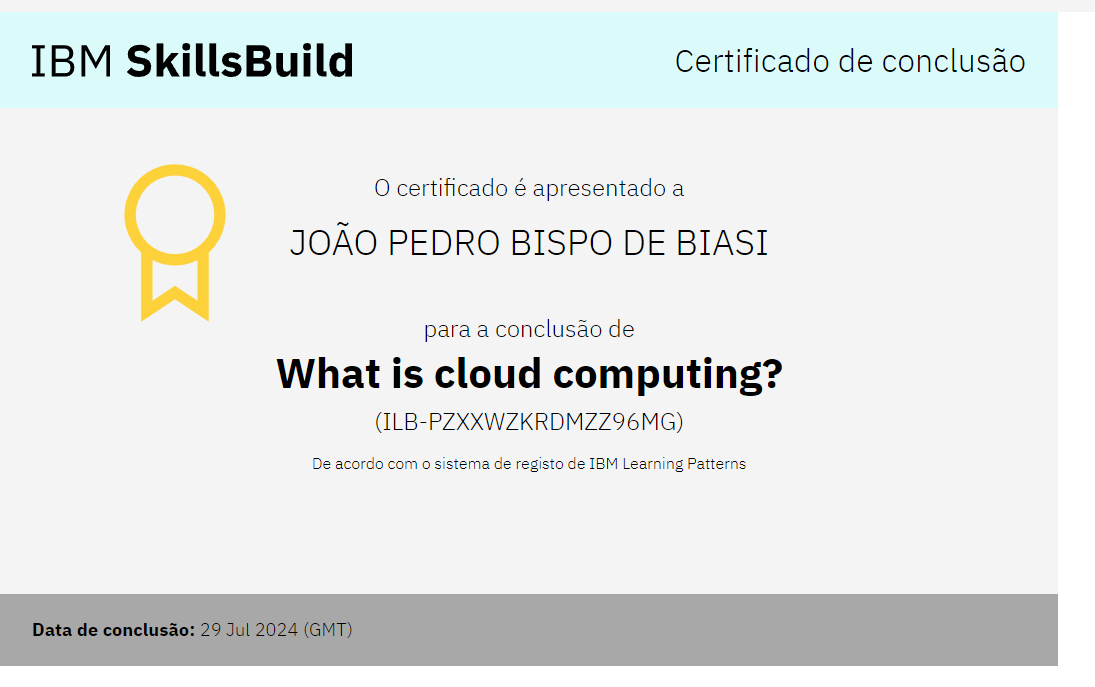 IBM SkillsBuild
Certificado de conclusão
O certificado é apresentado a
JOÃO PEDRO BISPO DE BIASI
para a conclusão de
What is cloud computing?
(ILB-PZXXWZKRDMZZ96MG)
De acordo com o sistema de registo de IBM Learning Patterns
Data de conclusão: 29 Jul 2024 (GMT)